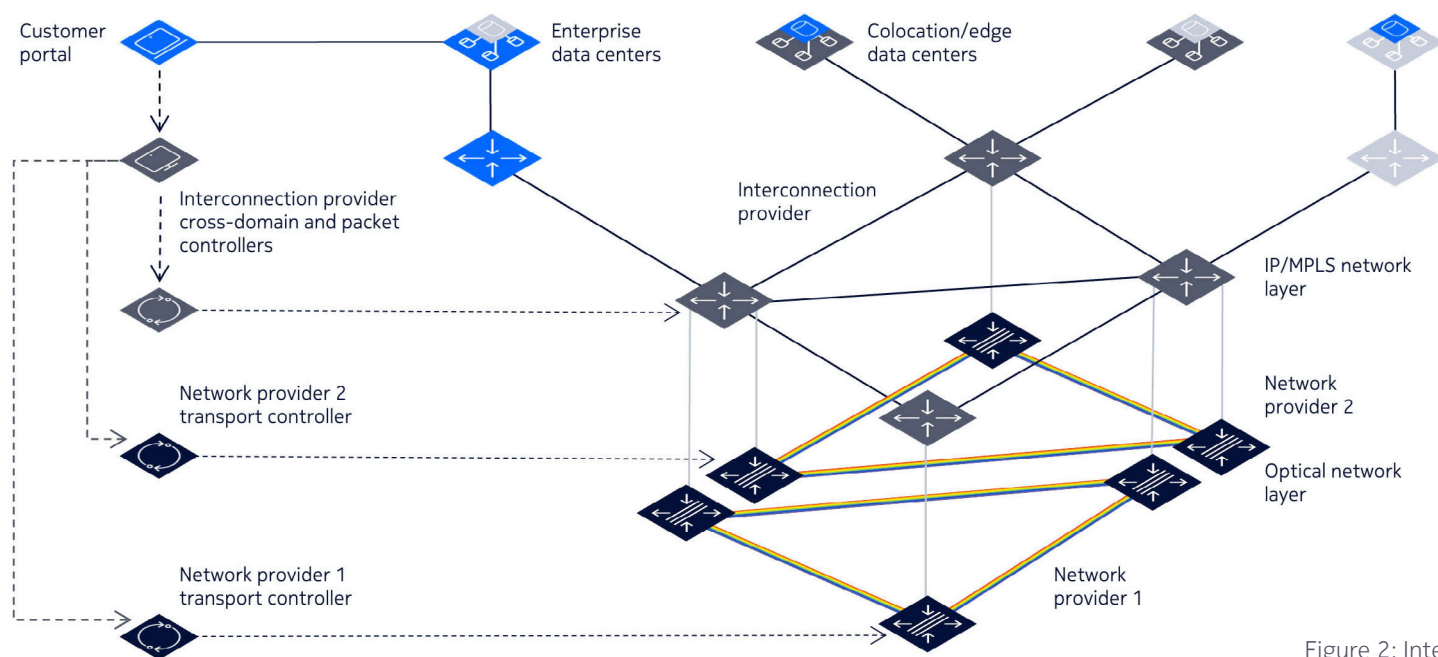 Customer
portal
Enterprise
data centers
Colocation/edge
data centers
Interconnection provider
cross-domain and packet
controllers
Interconnection
provider
IP/MPLS network
layer
Network provider 2
transport controller
Network
provider 2
Optical network
layer
Network provider 1
transport controller
Network
provider 1
Figure 2: